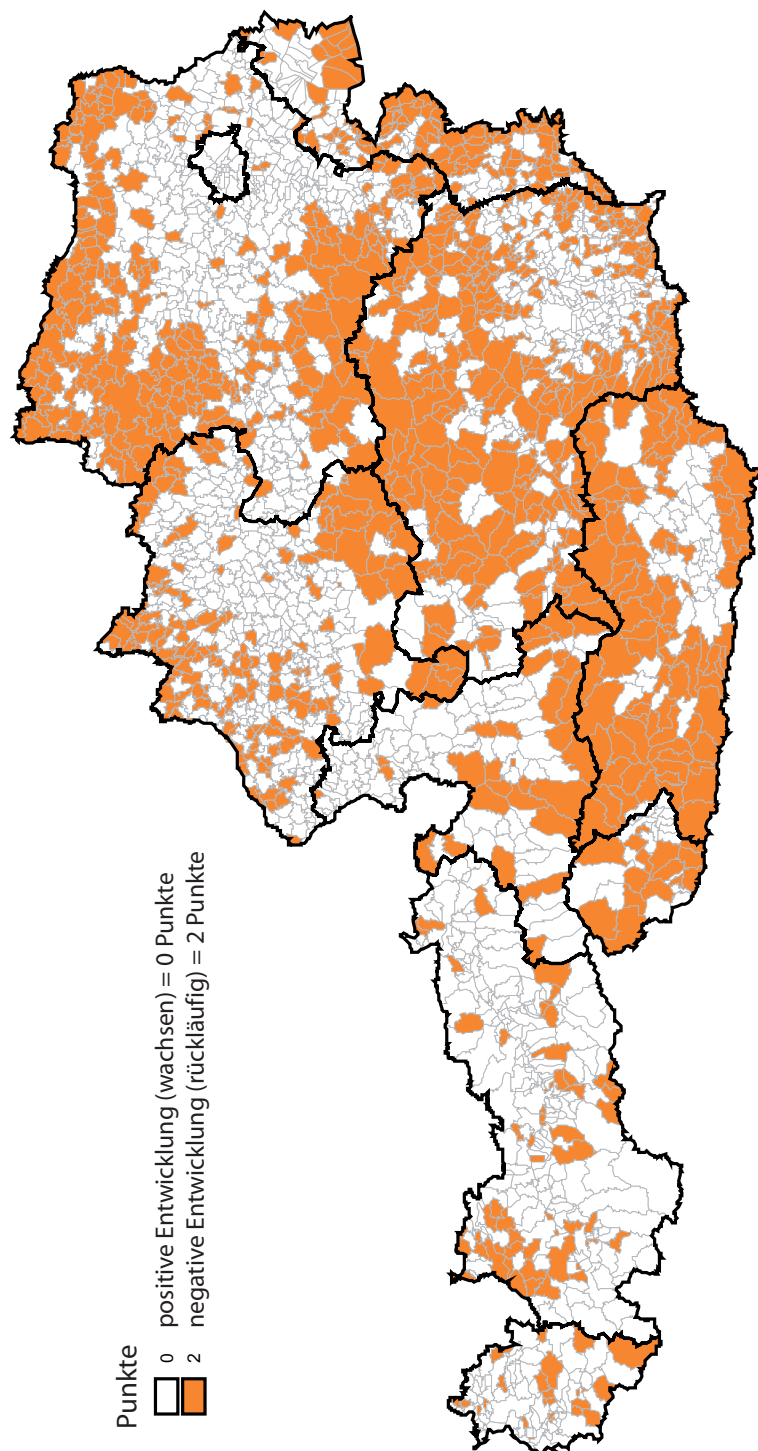 Punkte
0 positive Entwicklung (wachsen) = 0 Punkte
2 negative Entwicklung (rückläufig) = 2 Punkte